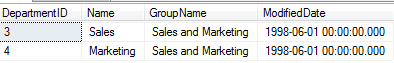 DepartmentID Name GroupName ModifiedDate
3 Sales Sales and Marketing 1998-06-01 00:00:00.000
4 Marketing Sales and Marketing 1998-06-01 00:00:00.000